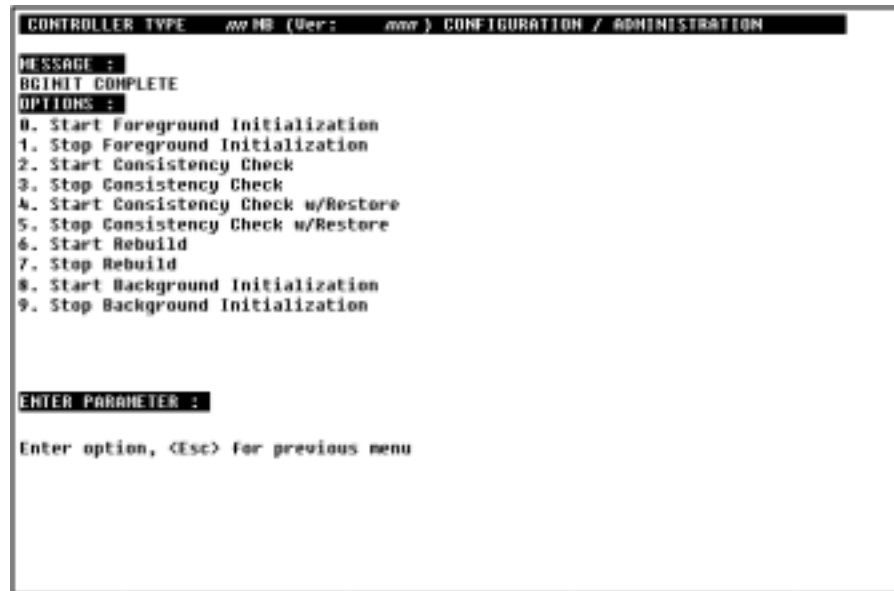 CONTROLLER TYPE nn MB (Ver: nnn ) CONFIGURATION / ADMINISTRATION
MESSAGE :
BGINIT COMPLETE
OPTIONS :
0. Start Foreground Initialization
1. Stop Foreground Initialization
2. Start Consistency Check
3. Stop Consistency Check
4. Start Consistency Check w/Restore
5. Stop Consistency Check w/Restore
6. Start Rebuild
7. Stop Rebuild
8. Start Background Initialization
9. Stop Background Initialization
ENTER PARAMETER :
Enter option, <Esc> for previous menu